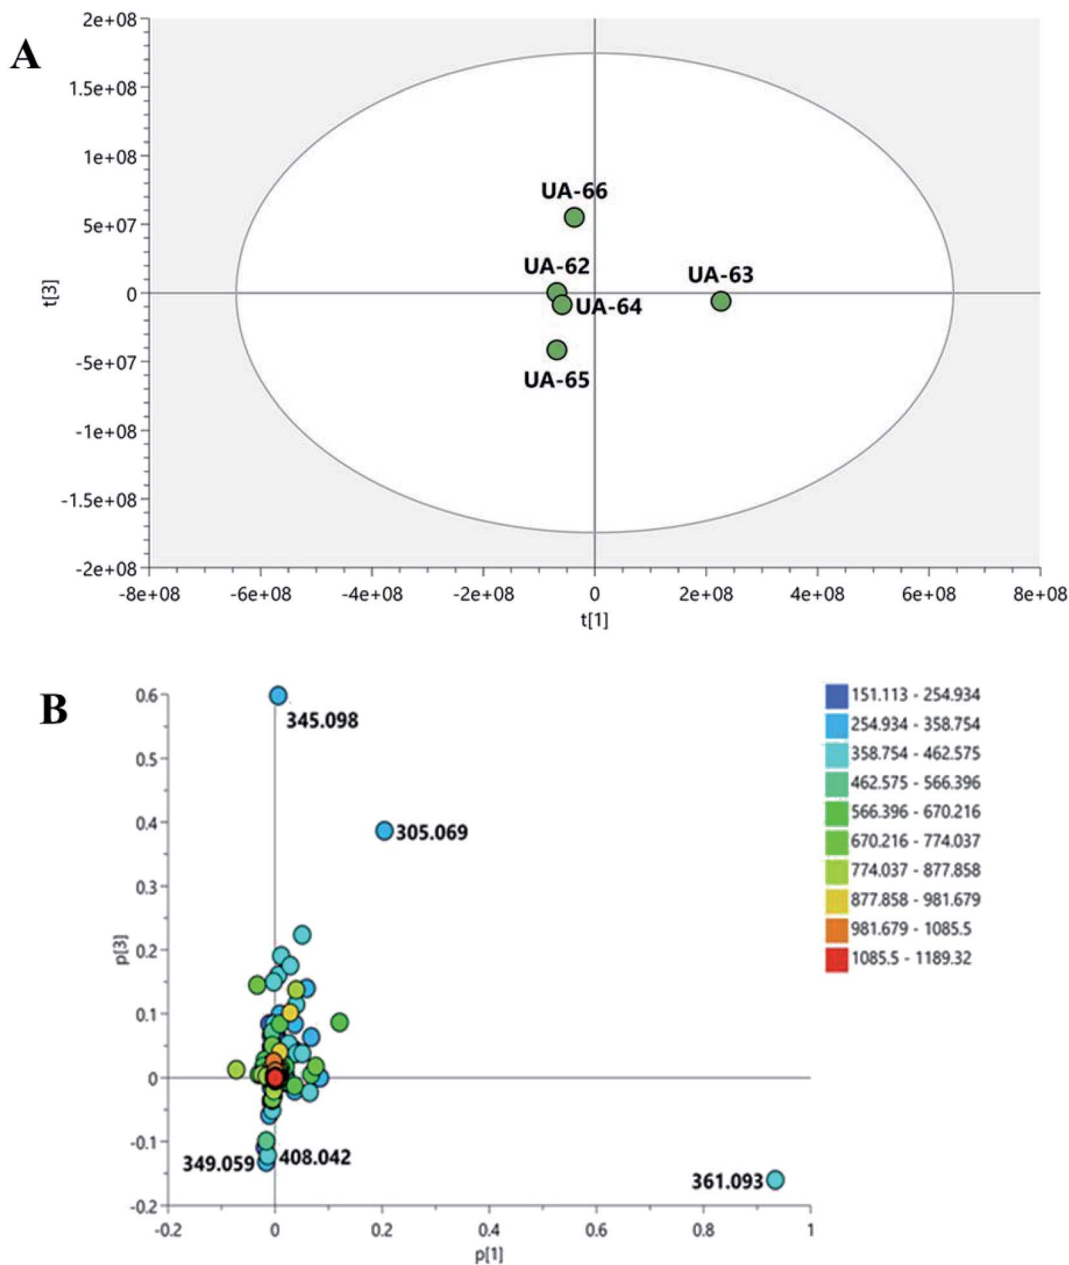 A
2e+08
1.5e+08
1e+08
5e+07
0
-5e+07
-1e+08
-1.5e+08
-2e+08
t[3]
UA-66
UA-62
UA-63
UA-64
UA-65
-8e+08 -6e+08 -4e+08 -2e+08 0 2e+08 4e+08 6e+08 8e+08
t[1]
B
0.6
0.5
0.4
0.3
0.2
0.1
0
-0.1
-0.2
p[3]
345.098
305.069
349.059
408.042
361.093
-0.2 0 0.2 0.4 0.6 0.8 1
p[1]
151.113 - 254.934
254.934 - 358.754
358.754 - 462.575
462.575 - 566.396
566.396 - 670.216
670.216 - 774.037
774.037 - 877.858
877.858 - 981.679
981.679 - 1085.5
1085.5 - 1189.32